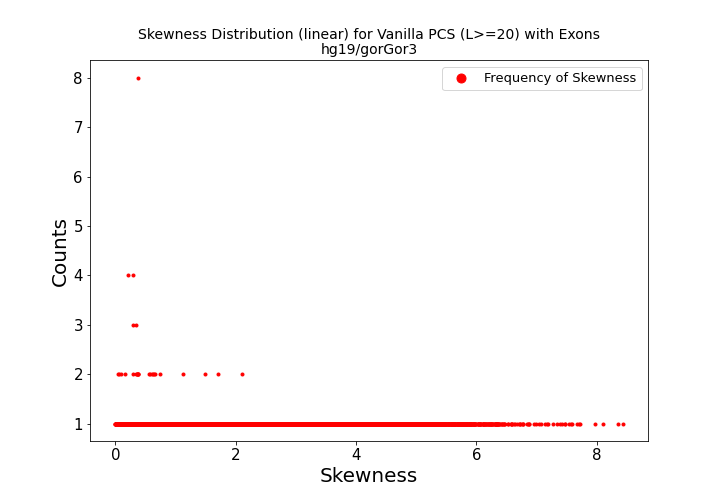 Skewness Distribution (linear) for Vanilla PCS (L>=20) with Exons
hg19/gorGor3
Frequency of Skewness
8
7
6
5
4
3
2
1
Counts
0 2 4 6 8
Skewness